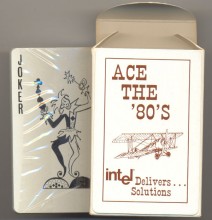 JOKER
ACE
THE
'80'S
intel Delivers...
Solutions